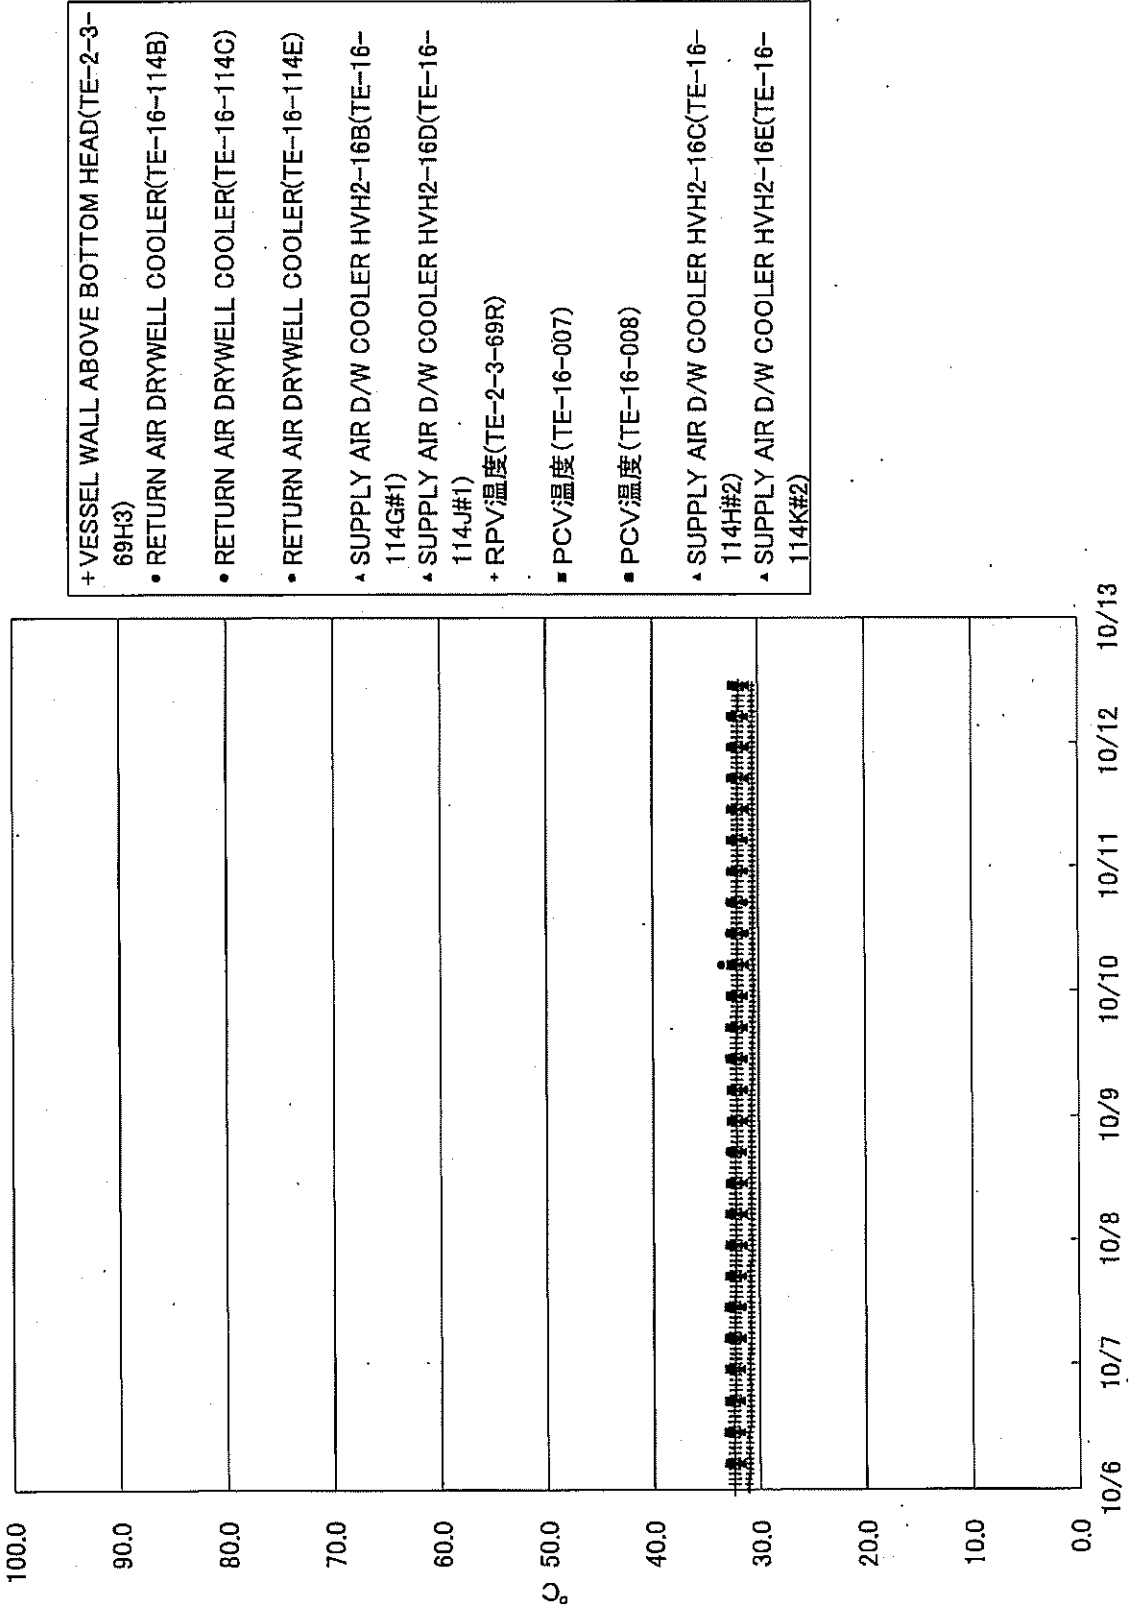 100.0
90.0
80.0
70.0
60.0
50.0
40.0
30.0
20.0
10.0
0.0
℃
10/6
10/7
10/8
10/9
10/10
10/11
10/12
10/13
+ VESSEL WALL ABOVE BOTTOM HEAD(TE-2-3-
69H3)
• RETURN AIR DRYWELL COOLER(TE-16-114B)
• RETURN AIR DRYWELL COOLER(TE-16-114C)
• RETURN AIR DRYWELL COOLER(TE-16-114E)
▲ SUPPLY AIR D/W COOLER HVH2-16B(TE-16-
114G#1)
▲ SUPPLY AIR D/W COOLER HVH2-16D(TE-16-
114J#1)
+ RPV温度(TE-2-3-69R)
■ PCV温度(TE-16-007)
■ PCV温度(TE-16-008)
▲ SUPPLY AIR D/W COOLER HVH2-16C(TE-16-
114H#2)
▲ SUPPLY AIR D/W COOLER HVH2-16E(TE-16-
114K#2)